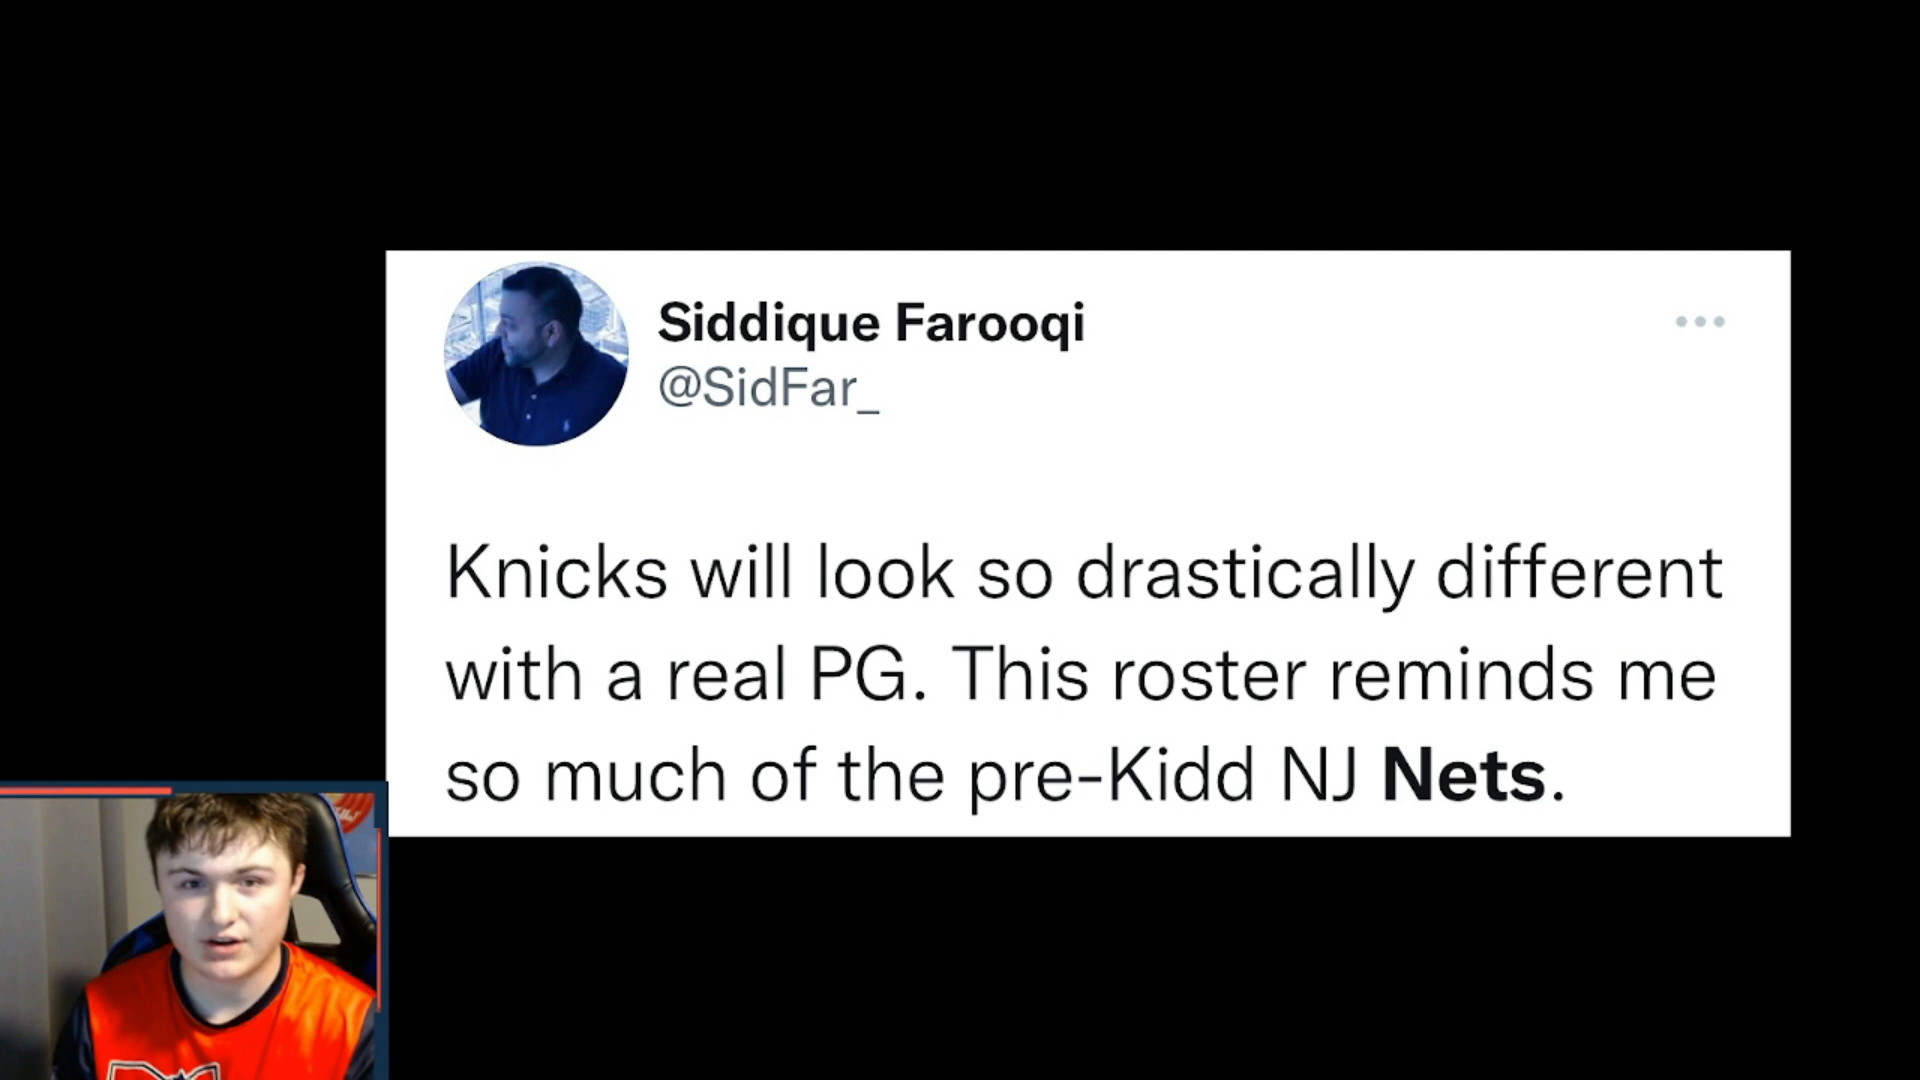 Siddique Farooqi
@SidFar_
Knicks will look so drastically different
with a real PG. This roster reminds me
so much of the pre-Kidd NJ Nets.